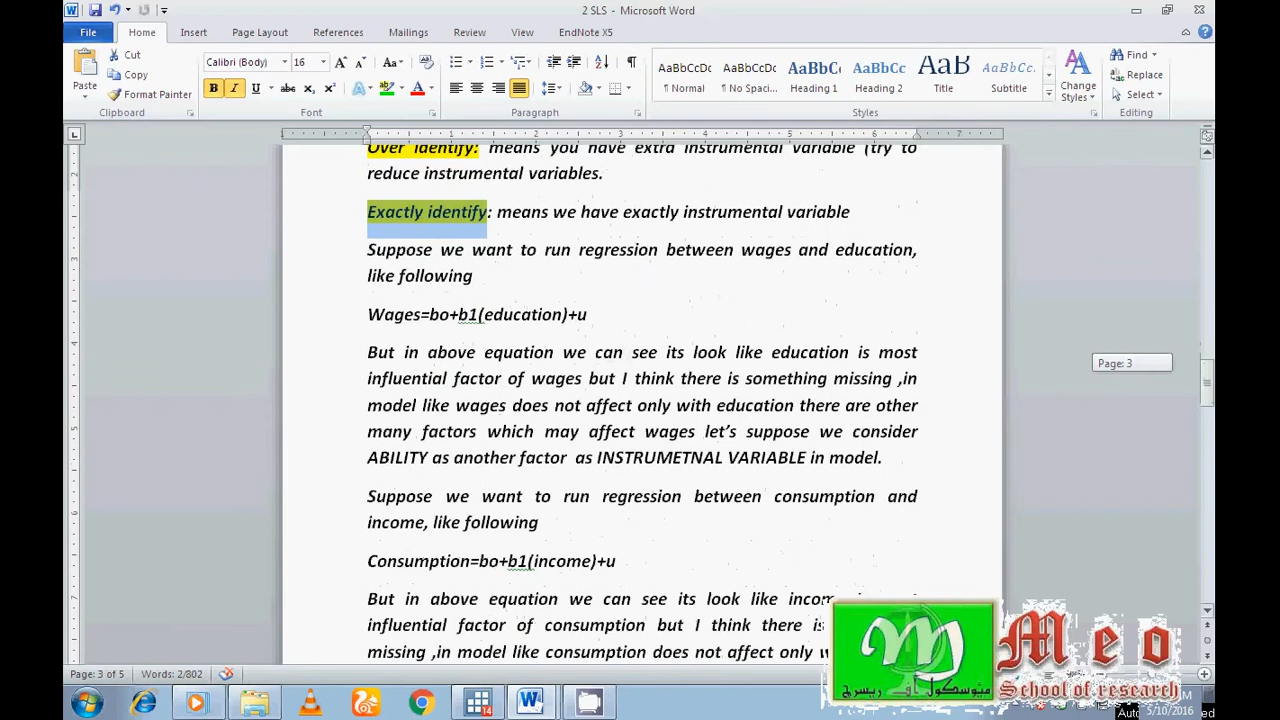 2 SLS - Microsoft Word
File Home Insert Page Layout References Mailings Review View EndNote X5
Paste
Cut
Copy
Format Painter
Clipboard
Calibri (Body) 16
Font
Paragraph
AaBbCcDc AaBbCcDc AaBbC AaBbCc AaB AaBbCc.
¶ Normal ¶ No Spaci... Heading 1 Heading 2 Title Subtitle
Change Styles
Styles
Find
Replace
Select
Editing
Over identify: means you have extra instrumental variable (try to
reduce instrumental variables.
Exactly identify: means we have exactly instrumental variable
Suppose we want to run regression between wages and education,
like following
Wages=bo+b1(education)+u
But in above equation we can see its look like education is most
influential factor of wages but I think there is something missing ,in
model like wages does not affect only with education there are other
many factors which may affect wages let's suppose we consider
ABILITY as another factor as INSTRUMETNAL VARIABLE in model.
Suppose we want to run regression between consumption and
income, like following
Consumption=bo+b1(income)+u
But in above equation we can see its look like
influential factor of consumption but I think there is
missing ,in model like consumption does not affect only
Page: 3
Page: 3 of 5 Words: 2/802
Meo
School of research
5/10/2016